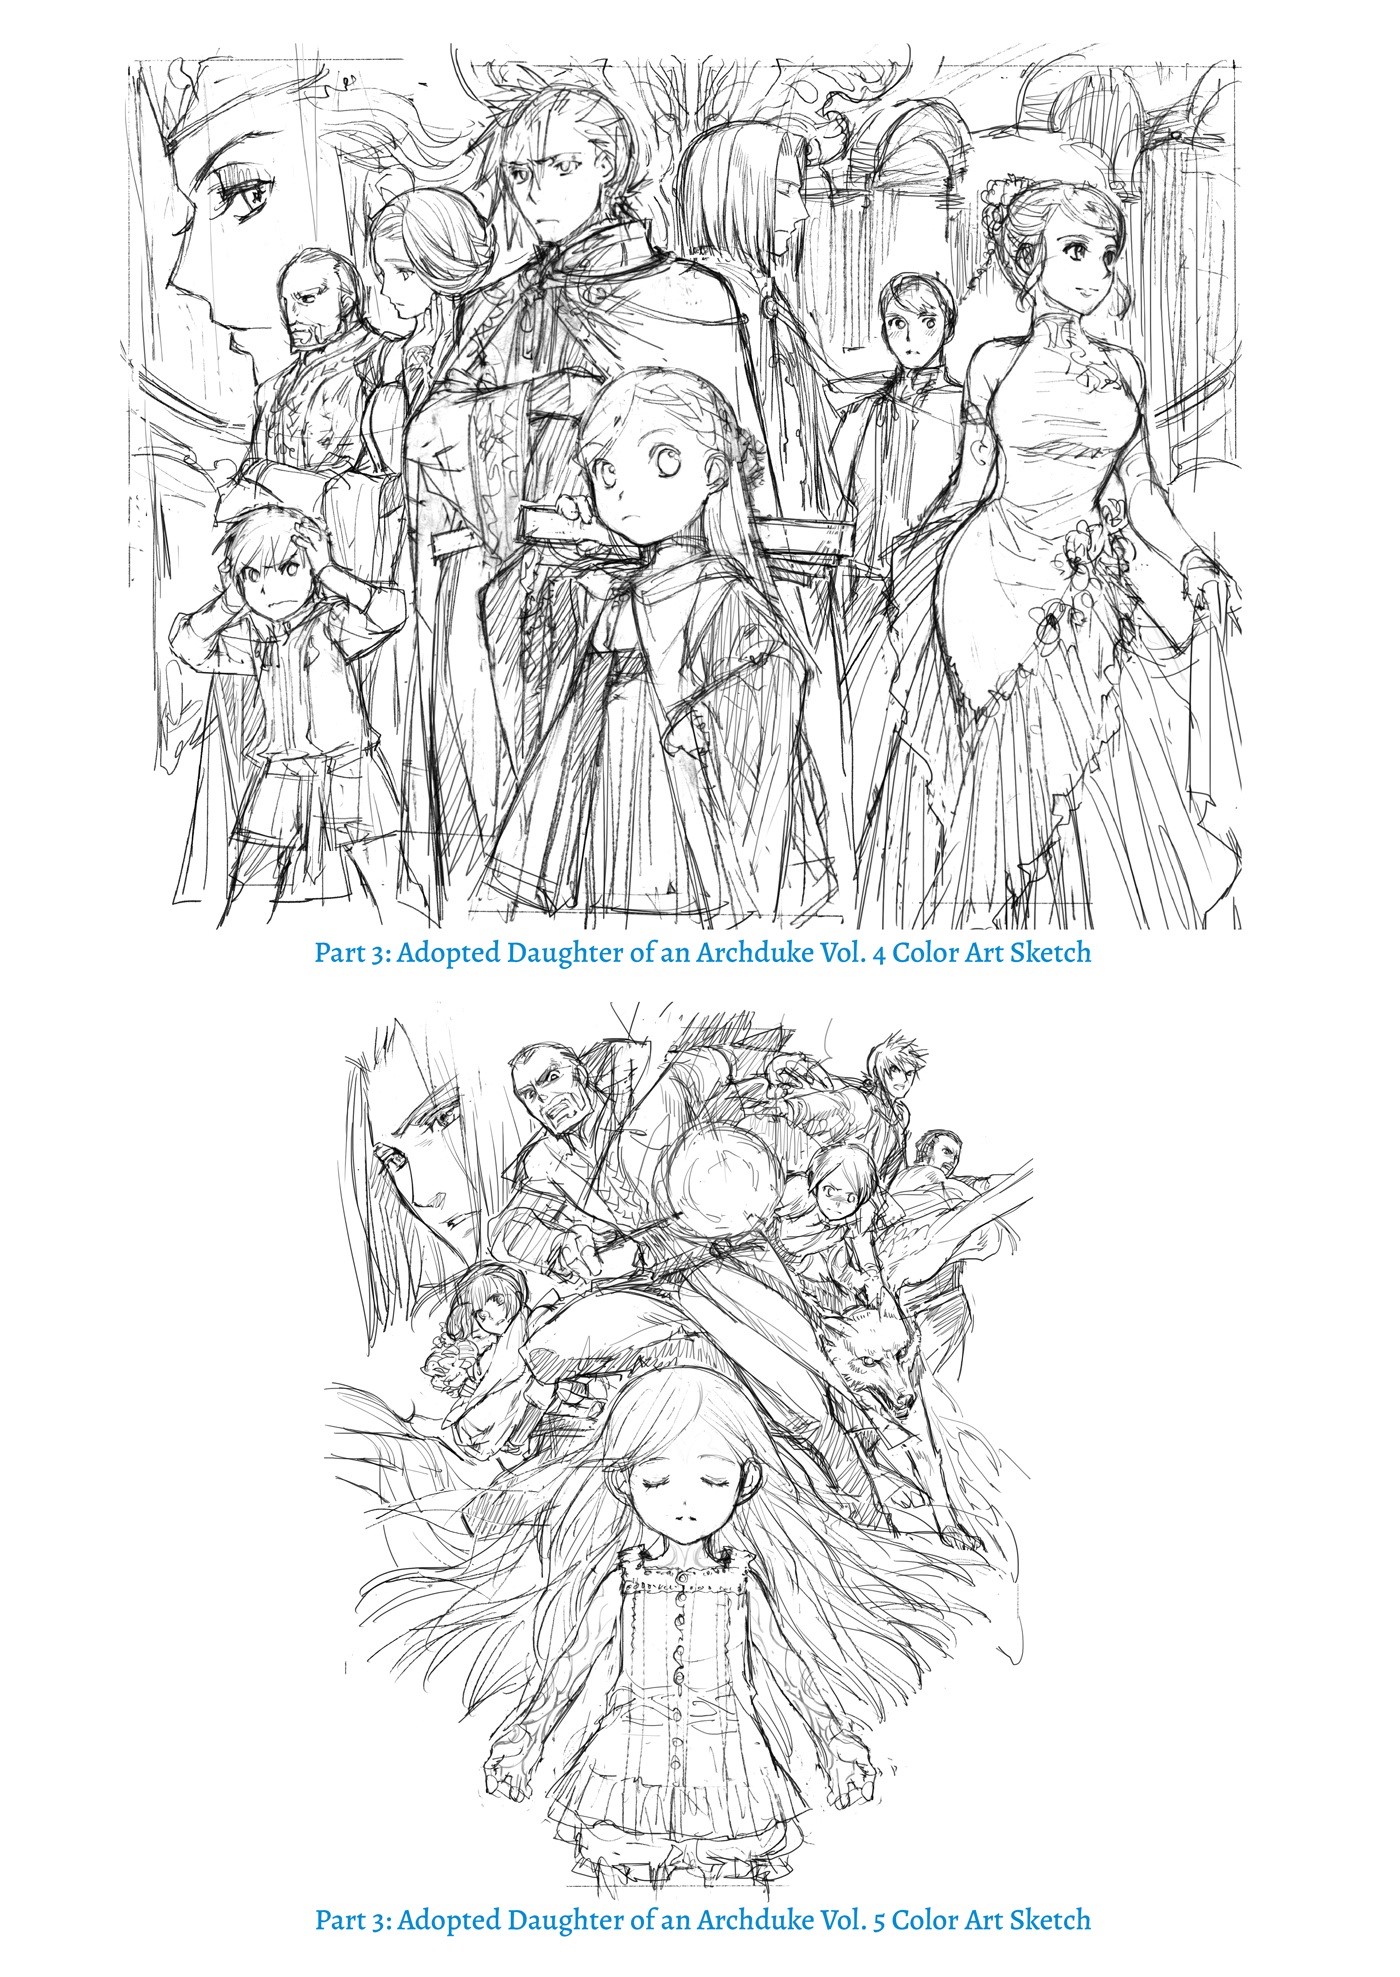 Part 3: Adopted Daughter of an Archduke Vol. 4 Color Art Sketch
Part 3: Adopted Daughter of an Archduke Vol. 5 Color Art Sketch